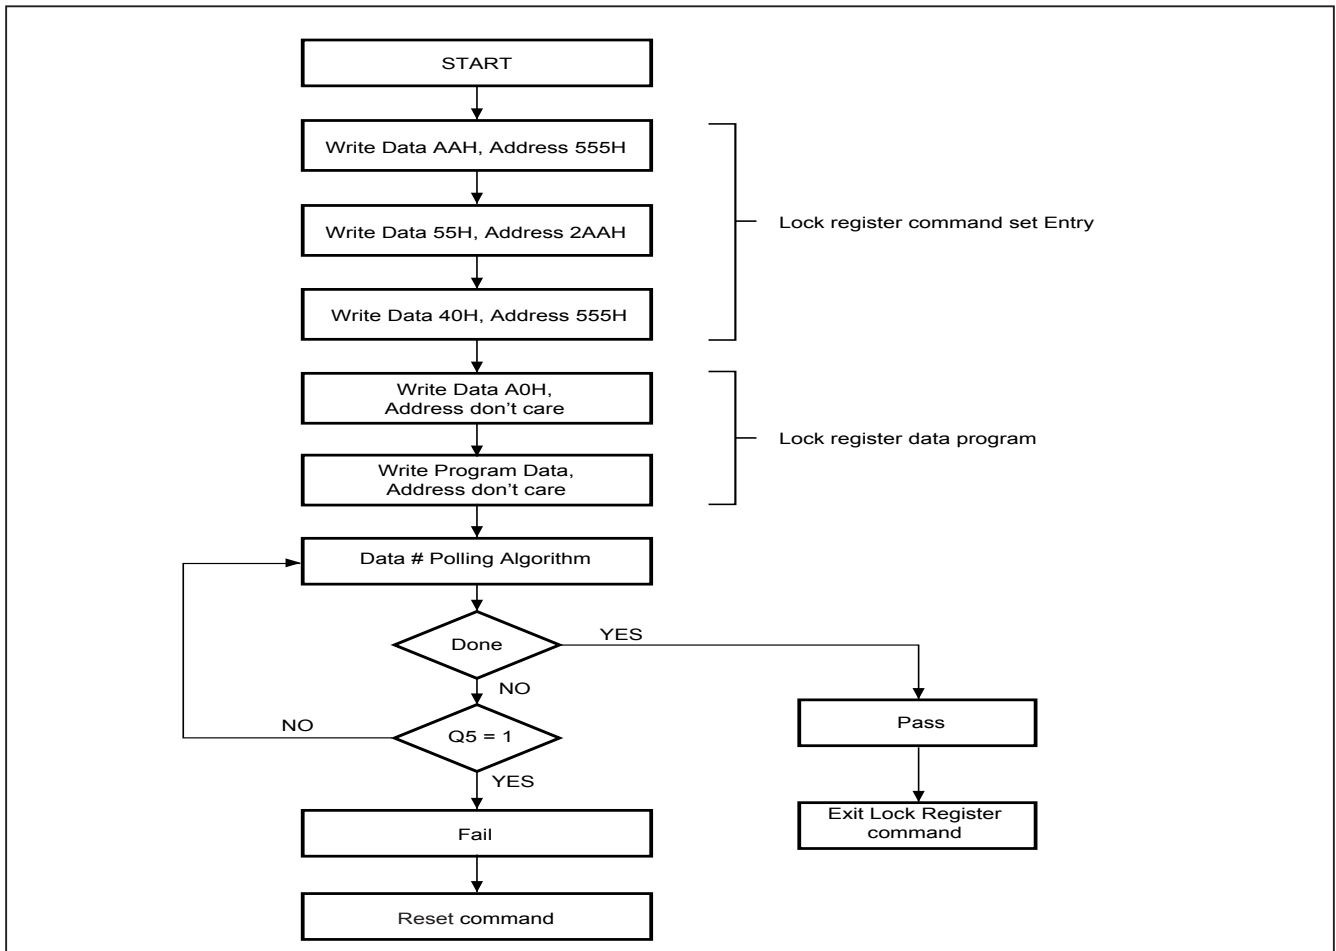 START
Write Data AAH, Address 555H
Write Data 55H, Address 2AAH
Lock register command set Entry
Write Data 40H, Address 555H
Write Data A0H,
Address don't care
Lock register data program
Write Program Data,
Address don't care
Data # Polling Algorithm
Done
YES
NO
Q5 = 1
NO
YES
Pass
Fail
Exit Lock Register
command
Reset command